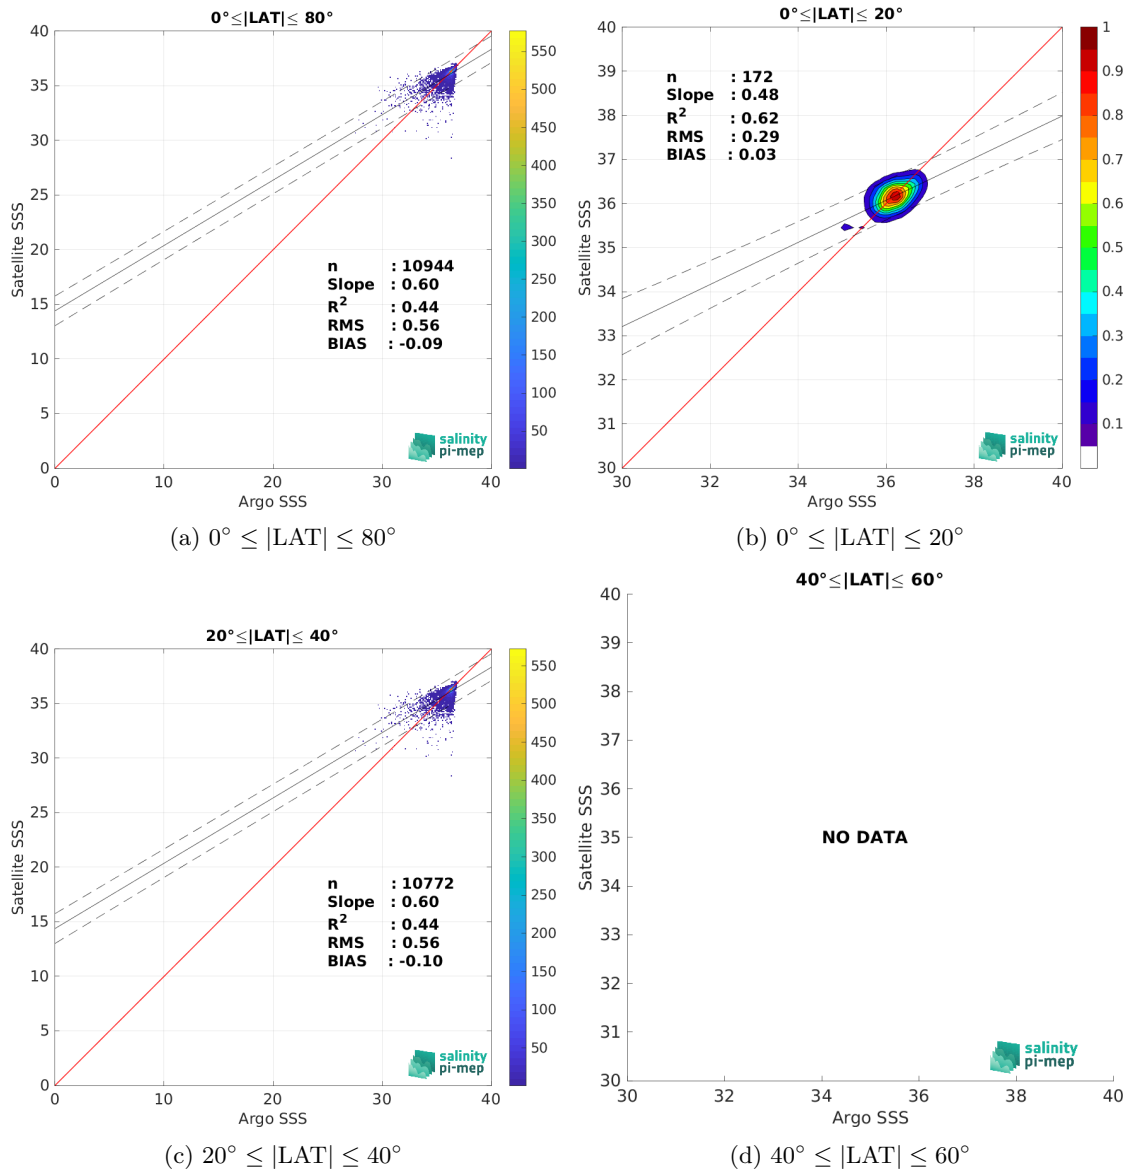 0°≤|LAT|≤ 80°
40
35
30
25
20
15
10
5
0
0
10
20
30
40
Satellite SSS
Argo SSS
n : 10944
Slope : 0.60
R² : 0.44
RMS : 0.56
BIAS : -0.09
550
500
450
400
350
300
250
200
150
100
50
salinity
pi-mep
(a) 0° ≤ |LAT| ≤ 80°
0°≤|LAT|≤ 20°
40
39
38
37
36
35
34
33
32
31
30
30
32
34
36
38
40
Satellite SSS
Argo SSS
n : 172
Slope : 0.48
R² : 0.62
RMS : 0.29
BIAS : 0.03
1
0.9
0.8
0.7
0.6
0.5
0.4
0.3
0.2
0.1
salinity
pi-mep
(b) 0° ≤ |LAT| ≤ 20°
20°≤|LAT|≤ 40°
40
35
30
25
20
15
10
5
0
0
10
20
30
40
Satellite SSS
Argo SSS
n : 10772
Slope : 0.60
R² : 0.44
RMS : 0.56
BIAS : -0.10
550
500
450
400
350
300
250
200
150
100
50
salinity
pi-mep
(c) 20° ≤ |LAT| ≤ 40°
40°≤|LAT|≤ 60°
40
39
38
37
36
35
34
33
32
31
30
30
32
34
36
38
40
Satellite SSS
Argo SSS
NO DATA
salinity
pi-mep
(d) 40° ≤ |LAT| ≤ 60°